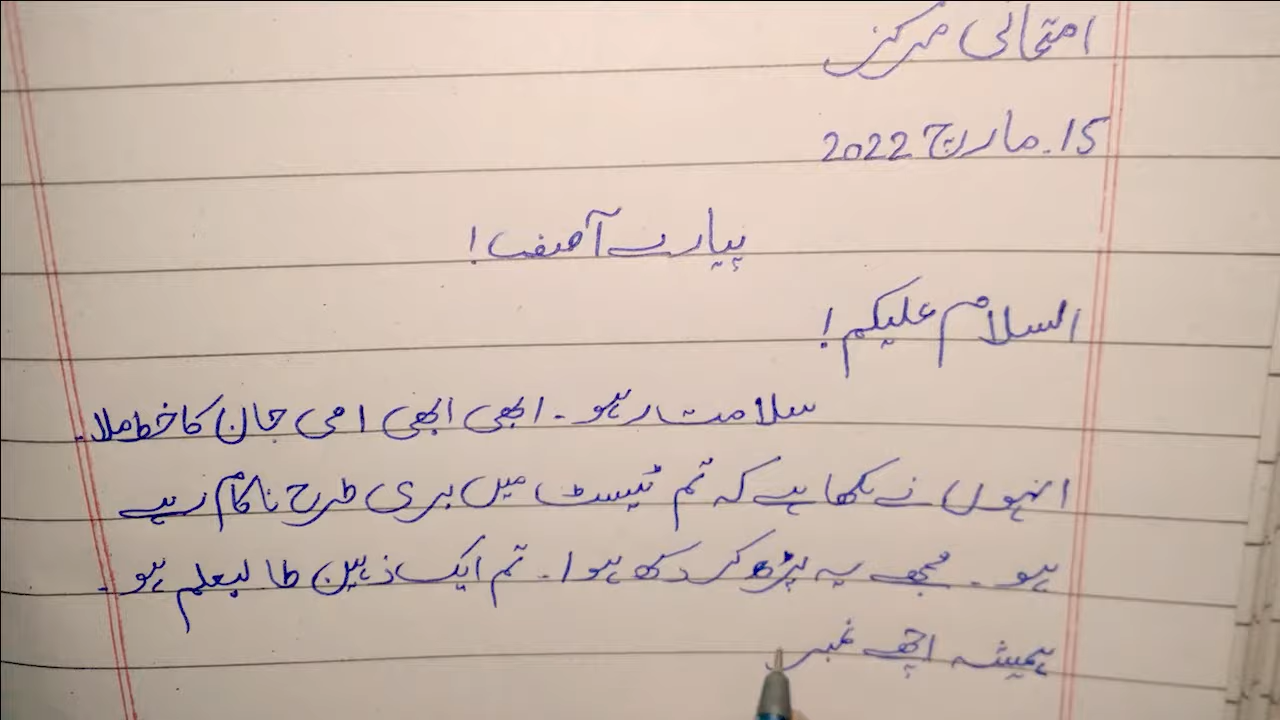 امتحانی مرکز
15. مارچ 2022
پیارے آصف!
السلام علیکم!
سلامت رہو۔ ابھی ابھی امی جان کا خط ملا۔
انہوں نے لکھا ہے کہ تم ٹیسٹ میں بری طرح ناکام رہے
ہو۔ مجھے یہ پڑھ کر دکھ ہوا۔ تم ایک ذہین طالبعلم ہو۔
ہمیشہ اچھے نمبر